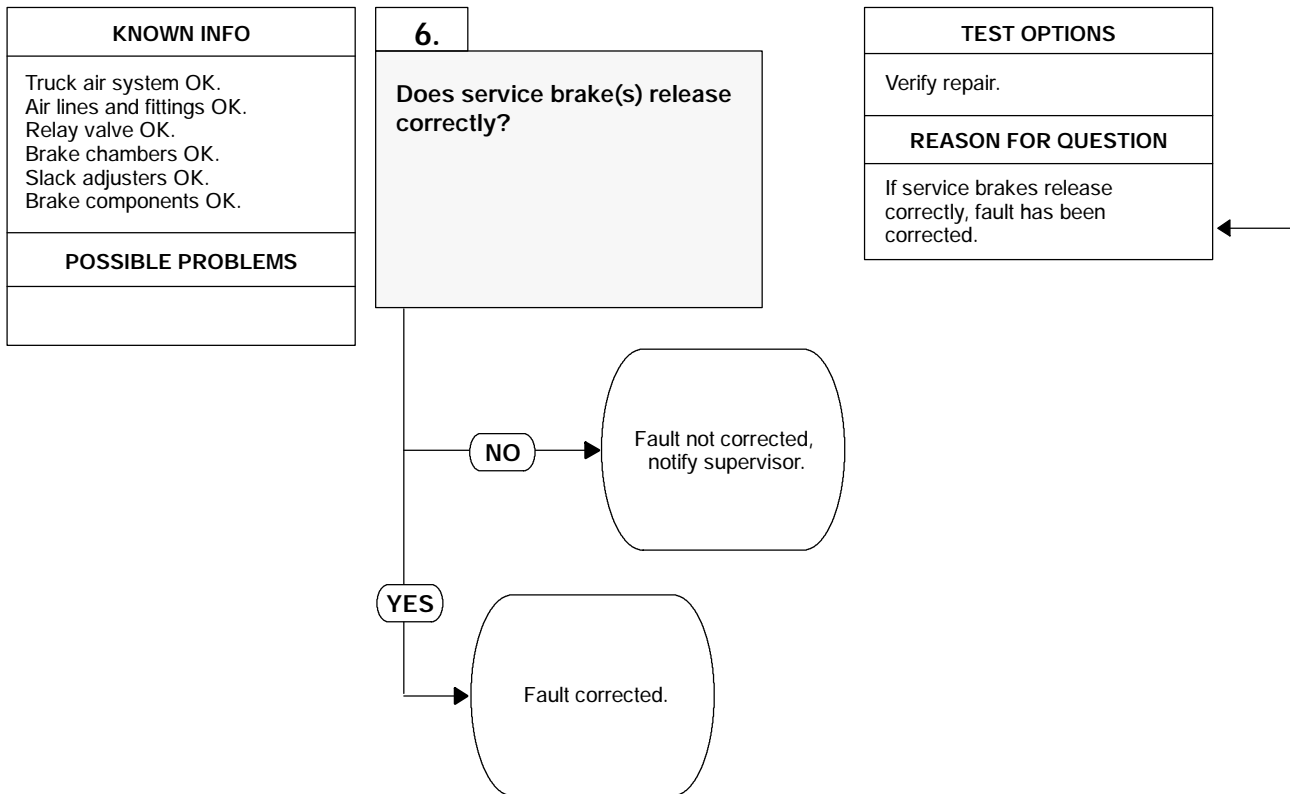 KNOWN INFO
Truck air system OK.
Air lines and fittings OK.
Relay valve OK.
Brake chambers OK.
Slack adjusters OK.
Brake components OK.
POSSIBLE PROBLEMS
6.
Does service brake(s) release
correctly?
TEST OPTIONS
Verify repair.
REASON FOR QUESTION
If service brakes release
correctly, fault has been
corrected.
NO
Fault not corrected,
notify supervisor.
YES
Fault corrected.